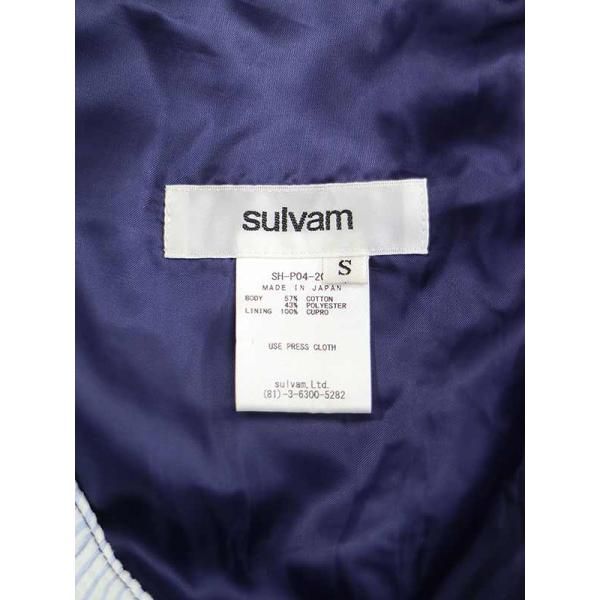 sulvam
S
SH-P04-20
MADE IN JAPAN
BODY 57% COTTON
43% POLYESTER
LINING 100% CUPRO
USE PRESS CLOTH
sulvam,Ltd.
(81)-3-6300-5282